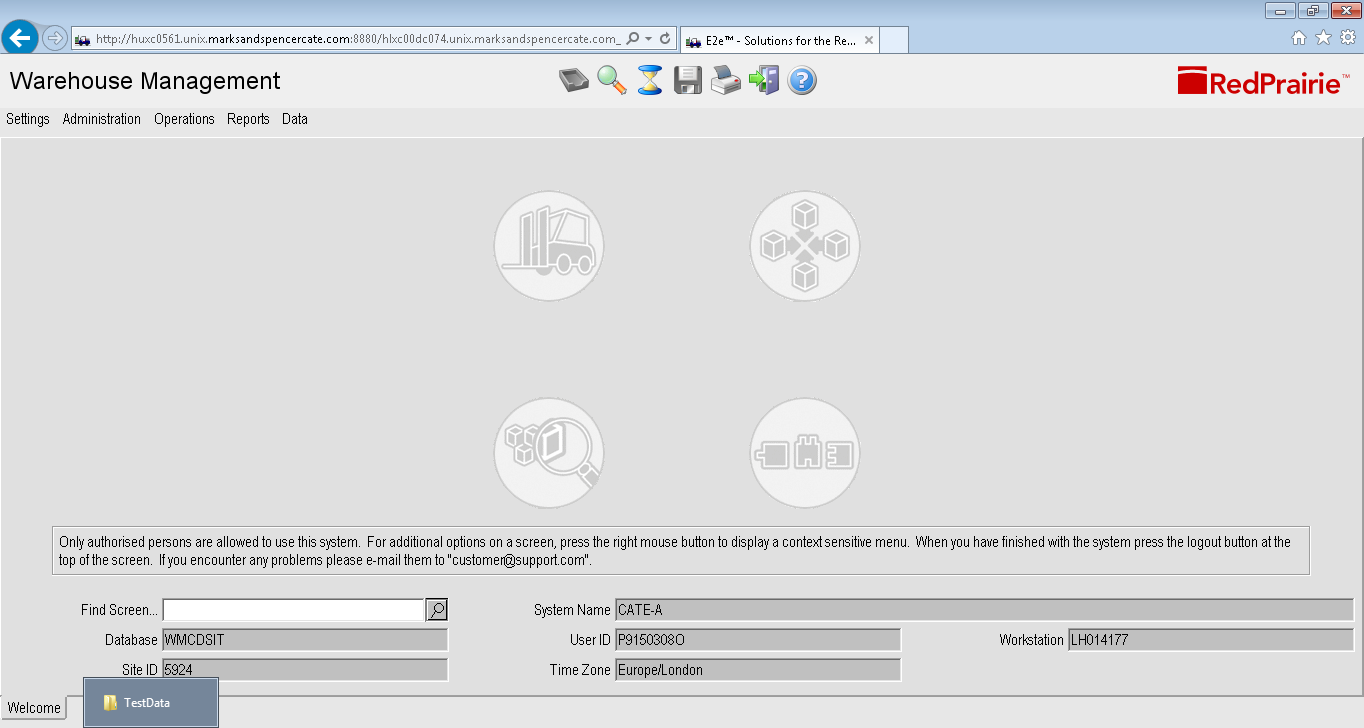 http://huxc0561.unix.marksandspencercate.com:8880/hlxc00dc074.unix.marksandspencercate.com_
E2e™ - Solutions for the Re...
Warehouse Management
RedPrairie™
Settings Administration Operations Reports Data
Only authorised persons are allowed to use this system. For additional options on a screen, press the right mouse button to display a context sensitive menu. When you have finished with the system press the logout button at the
top of the screen. If you encounter any problems please e-mail them to "customer@support.com".
Find Screen... System Name CATE-A
Database WMCDSIT User ID P9150308O Workstation LH014177
Site ID 5924 Time Zone Europe/London
Welcome TestData